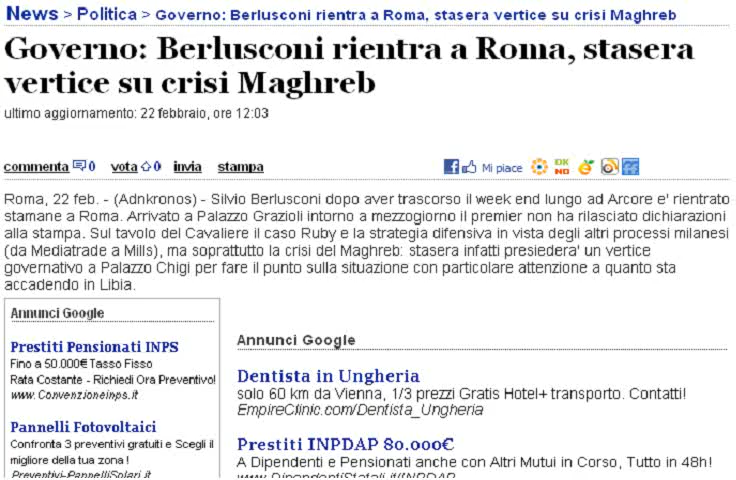 News > Politica > Governo: Berlusconi rientra a Roma, stasera vertice su crisi Maghreb
Governo: Berlusconi rientra a Roma, stasera
vertice su crisi Maghreb
ultimo aggiornamento: 22 febbraio, ore 12:03
commenta 0 vota 0 invia stampa
Mi piace OK NO
Roma, 22 feb. - (Adnkronos) - Silvio Berlusconi dopo aver trascorso il week end lungo ad Arcore e' rientrato
stamane a Roma. Arrivato a Palazzo Grazioli intorno a mezzogiorno il premier non ha rilasciato dichiarazioni
alla stampa. Sul tavolo del Cavaliere il caso Ruby e la strategia difensiva in vista degli altri processi milanesi
(da Mediatrade a Mills), ma soprattutto la crisi del Maghreb: stasera infatti presiedera' un vertice
governativo a Palazzo Chigi per fare il punto sulla situazione con particolare attenzione a quanto sta
accadendo in Libia.
Annunci Google
Prestiti Pensionati INPS
Fino a 50.000€ Tasso Fisso
Rata Costante - Richiedi Ora Preventivo!
www.Convenzioneinps.it
Pannelli Fotovoltaici
Confronta 3 preventivi gratuiti e Scegli il
migliore della tua zona !
Preventivi-PannelliSolari.it
Annunci Google
Dentista in Ungheria
solo 60 km da Vienna, 1/3 prezzi Gratis Hotel+ transporto. Contatti!
EmpireClinic.com/Dentista_Ungheria
Prestiti INPDAP 80.000€
A Dipendenti e Pensionati anche con Altri Mutui in Corso, Tutto in 48h!
www.DipendentiStatali.it/INPDAP